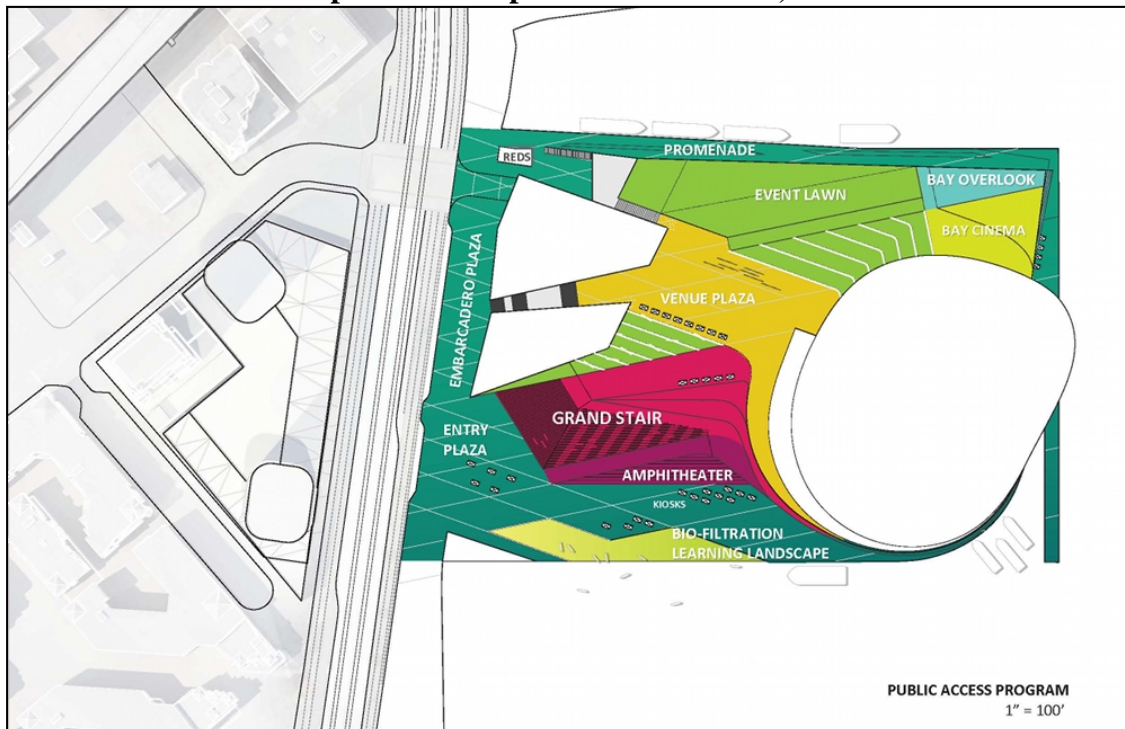 REDS
PROMENADE
BAY OVERLOOK
EVENT LAWN
BAY CINEMA
EMBARCADERO PLAZA
VENUE PLAZA
GRAND STAIR
ENTRY
PLAZA
AMPHITHEATER
KIOSKS
BIO-FILTRATION
LEARNING LANDSCAPE
PUBLIC ACCESS PROGRAM
1" = 100'